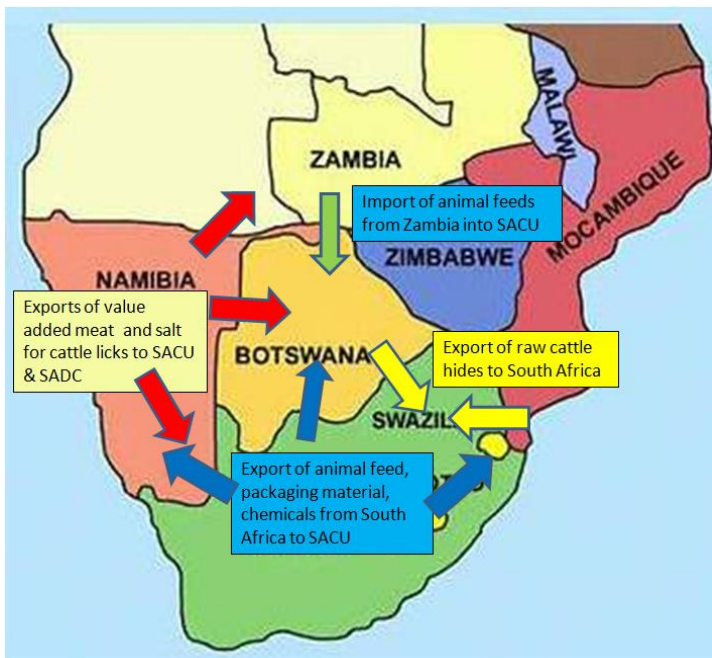 MALAWI
ZAMBIA
MOCAMBIQUE
Import of animal feeds
from Zambia into SACU
ZIMBABWE
NAMIBIA
Exports of value
added meat and salt
for cattle licks to SACU
& SADC
BOTSWANA
Export of raw cattle
hides to South Africa
SWAZIL
Export of animal feed,
packaging material,
chemicals from South
Africa to SACU